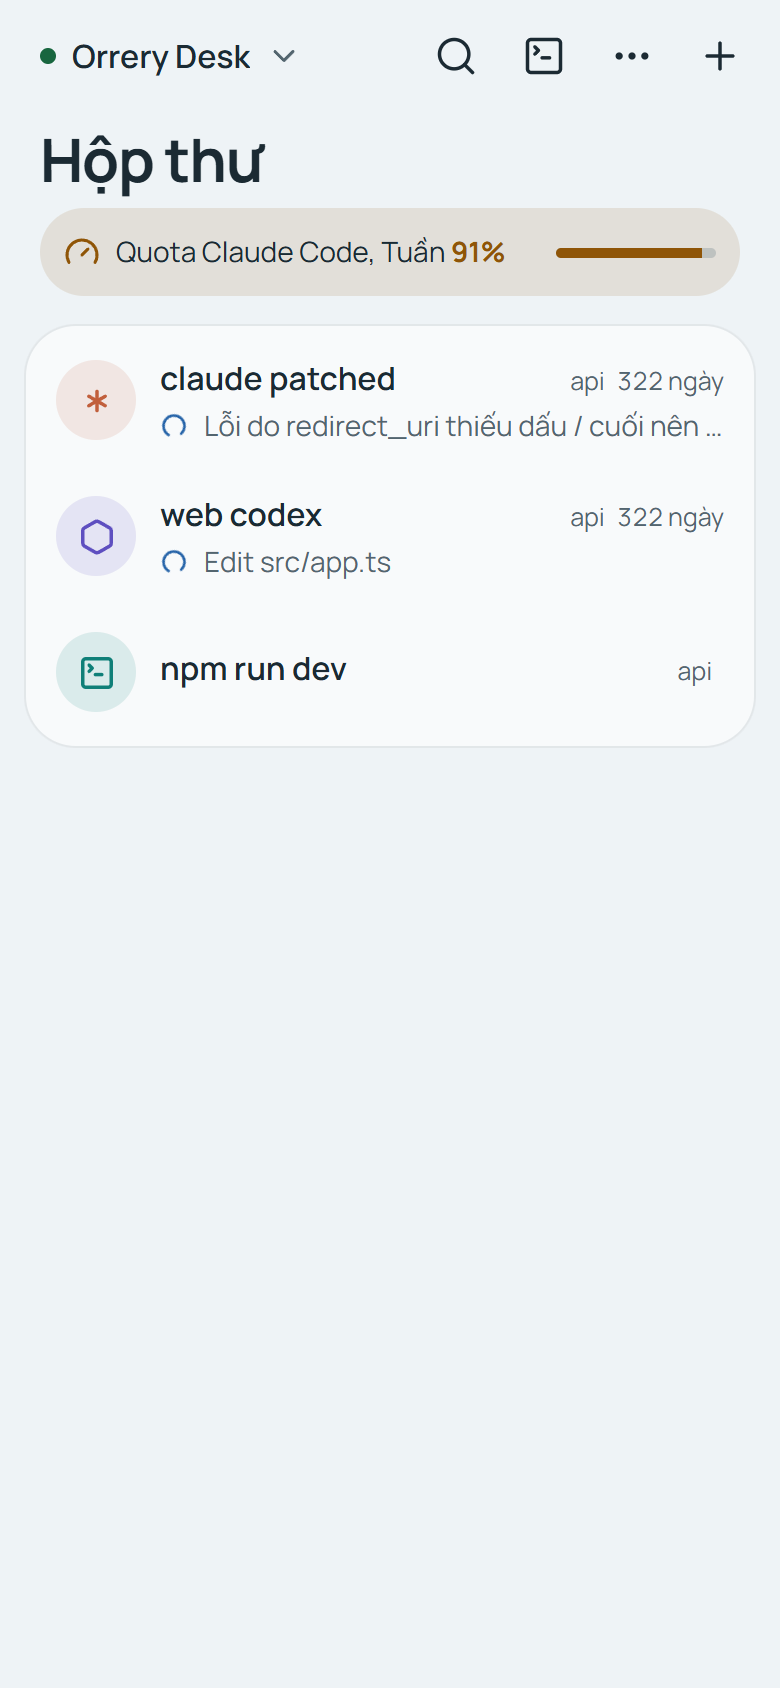 Orrery Desk
Hộp thư
Quota Claude Code, Tuần 91%
claude patched api 322 ngày
Lỗi do redirect_uri thiếu dấu / cuối nên ...
web codex api 322 ngày
Edit src/app.ts
npm run dev api